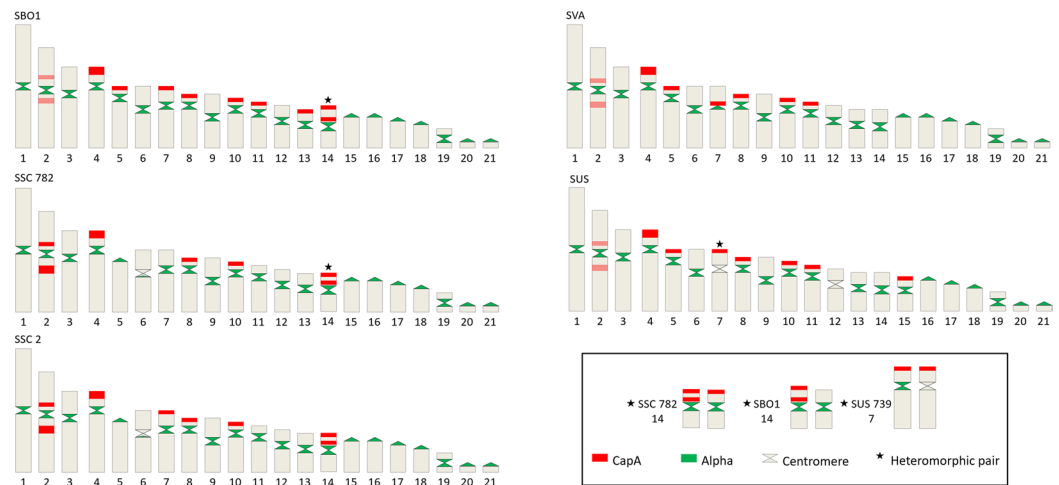 SBO1
1 2 3 4 5 6 7 8 9 10 11 12 13 14 15 16 17 18 19 20 21
SVA
1 2 3 4 5 6 7 8 9 10 11 12 13 14 15 16 17 18 19 20 21
SSC 782
1 2 3 4 5 6 7 8 9 10 11 12 13 14 15 16 17 18 19 20 21
SUS
1 2 3 4 5 6 7 8 9 10 11 12 13 14 15 16 17 18 19 20 21
SSC 2
1 2 3 4 5 6 7 8 9 10 11 12 13 14 15 16 17 18 19 20 21
★ SSC 782 ★ SBO1 ★ SUS 739
14 14 7
CapA Alpha Centromere ★ Heteromorphic pair